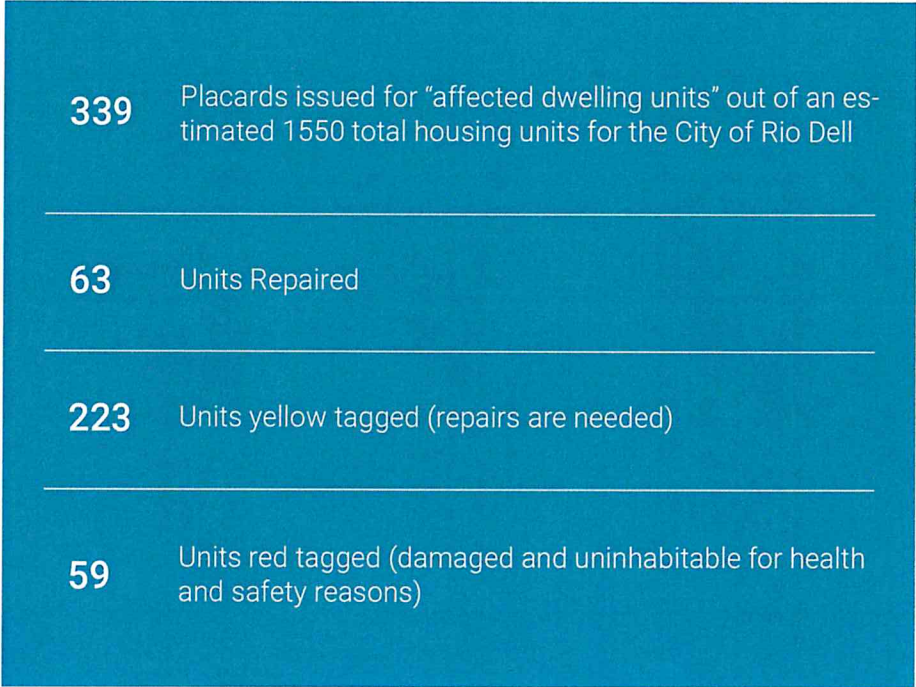 339
Placards issued for “affected dwelling units” out of an es-
timated 1550 total housing units for the City of Rio Dell
63
Units Repaired
223
Units yellow tagged (repairs are needed)
59
Units red tagged (damaged and uninhabitable for health
and safety reasons)